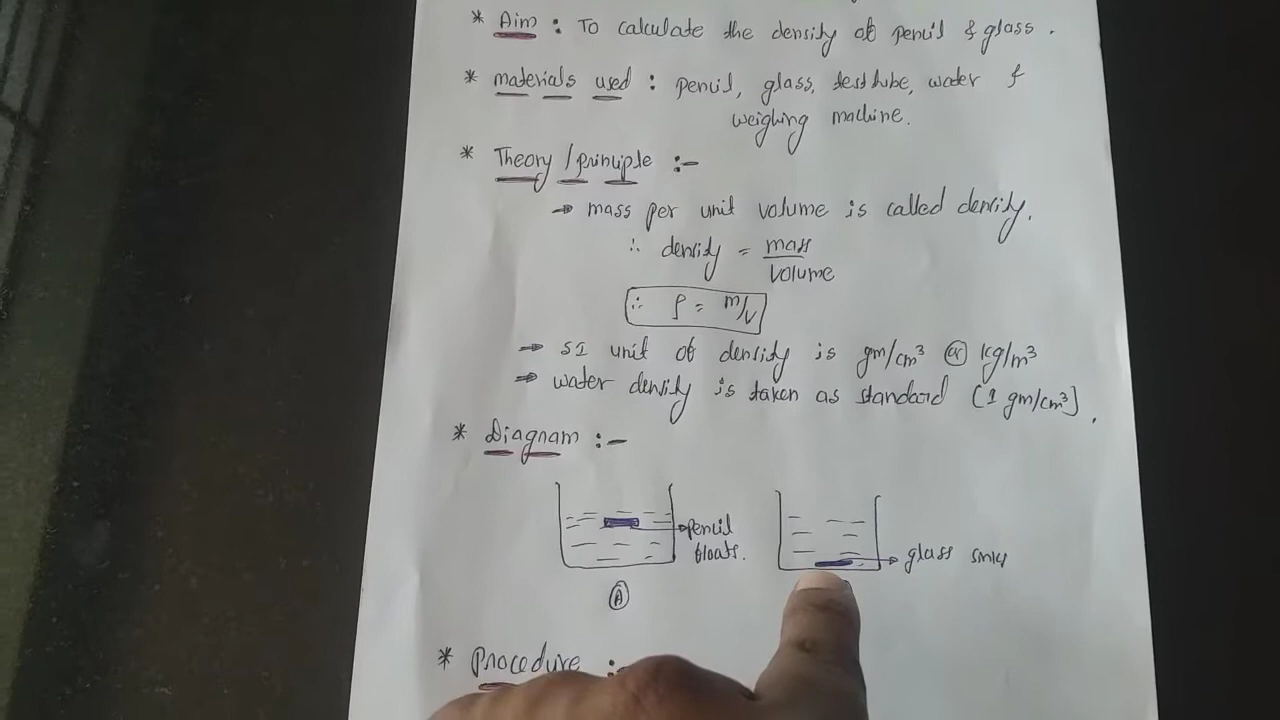 * Aim : To calculate the density of pencil & glass .
* materials used : pencil, glass, test tube, water &
weighing machine.
* Theory / principle :-
→ mass per unit volume is called density.
∴ density = mass
volume
∴ ρ = m/v
→ SI unit of density is gm/cm³ or kg/m³
→ water density is taken as standard (1 gm/cm³).
* Diagram :-
pencil
floats.
glass sinks
A
* Procedure :-